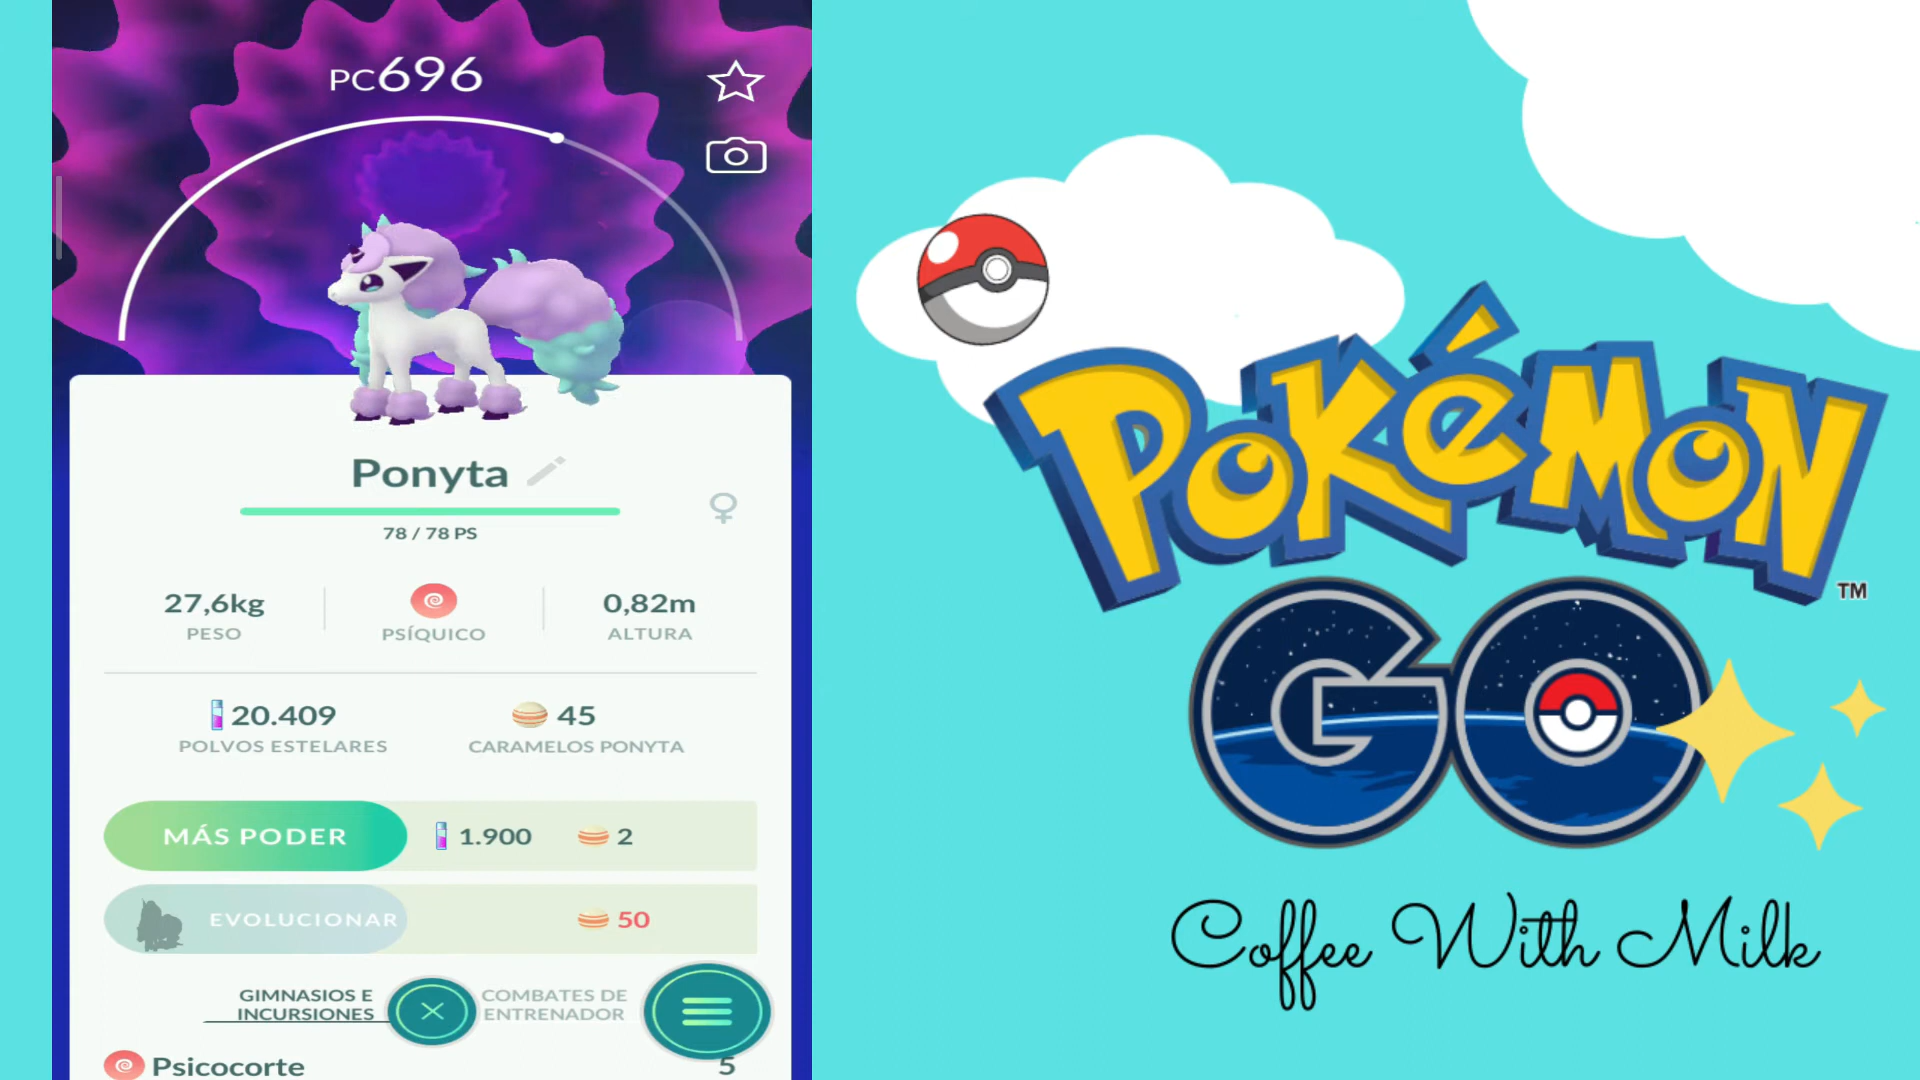 PC696
Ponyta
78 / 78 PS
27,6kg
PESO
PSÍQUICO
0,82m
ALTURA
20.409
POLVOS ESTELARES
45
CARAMELOS PONYTA
MÁS PODER
1.900
2
EVOLUCIONAR
50
GIMNASIOS E
INCURSIONES
COMBATES DE
ENTRENADOR
Psicocorte
5
POKÉMON
TM
GO
Coffee With Milk